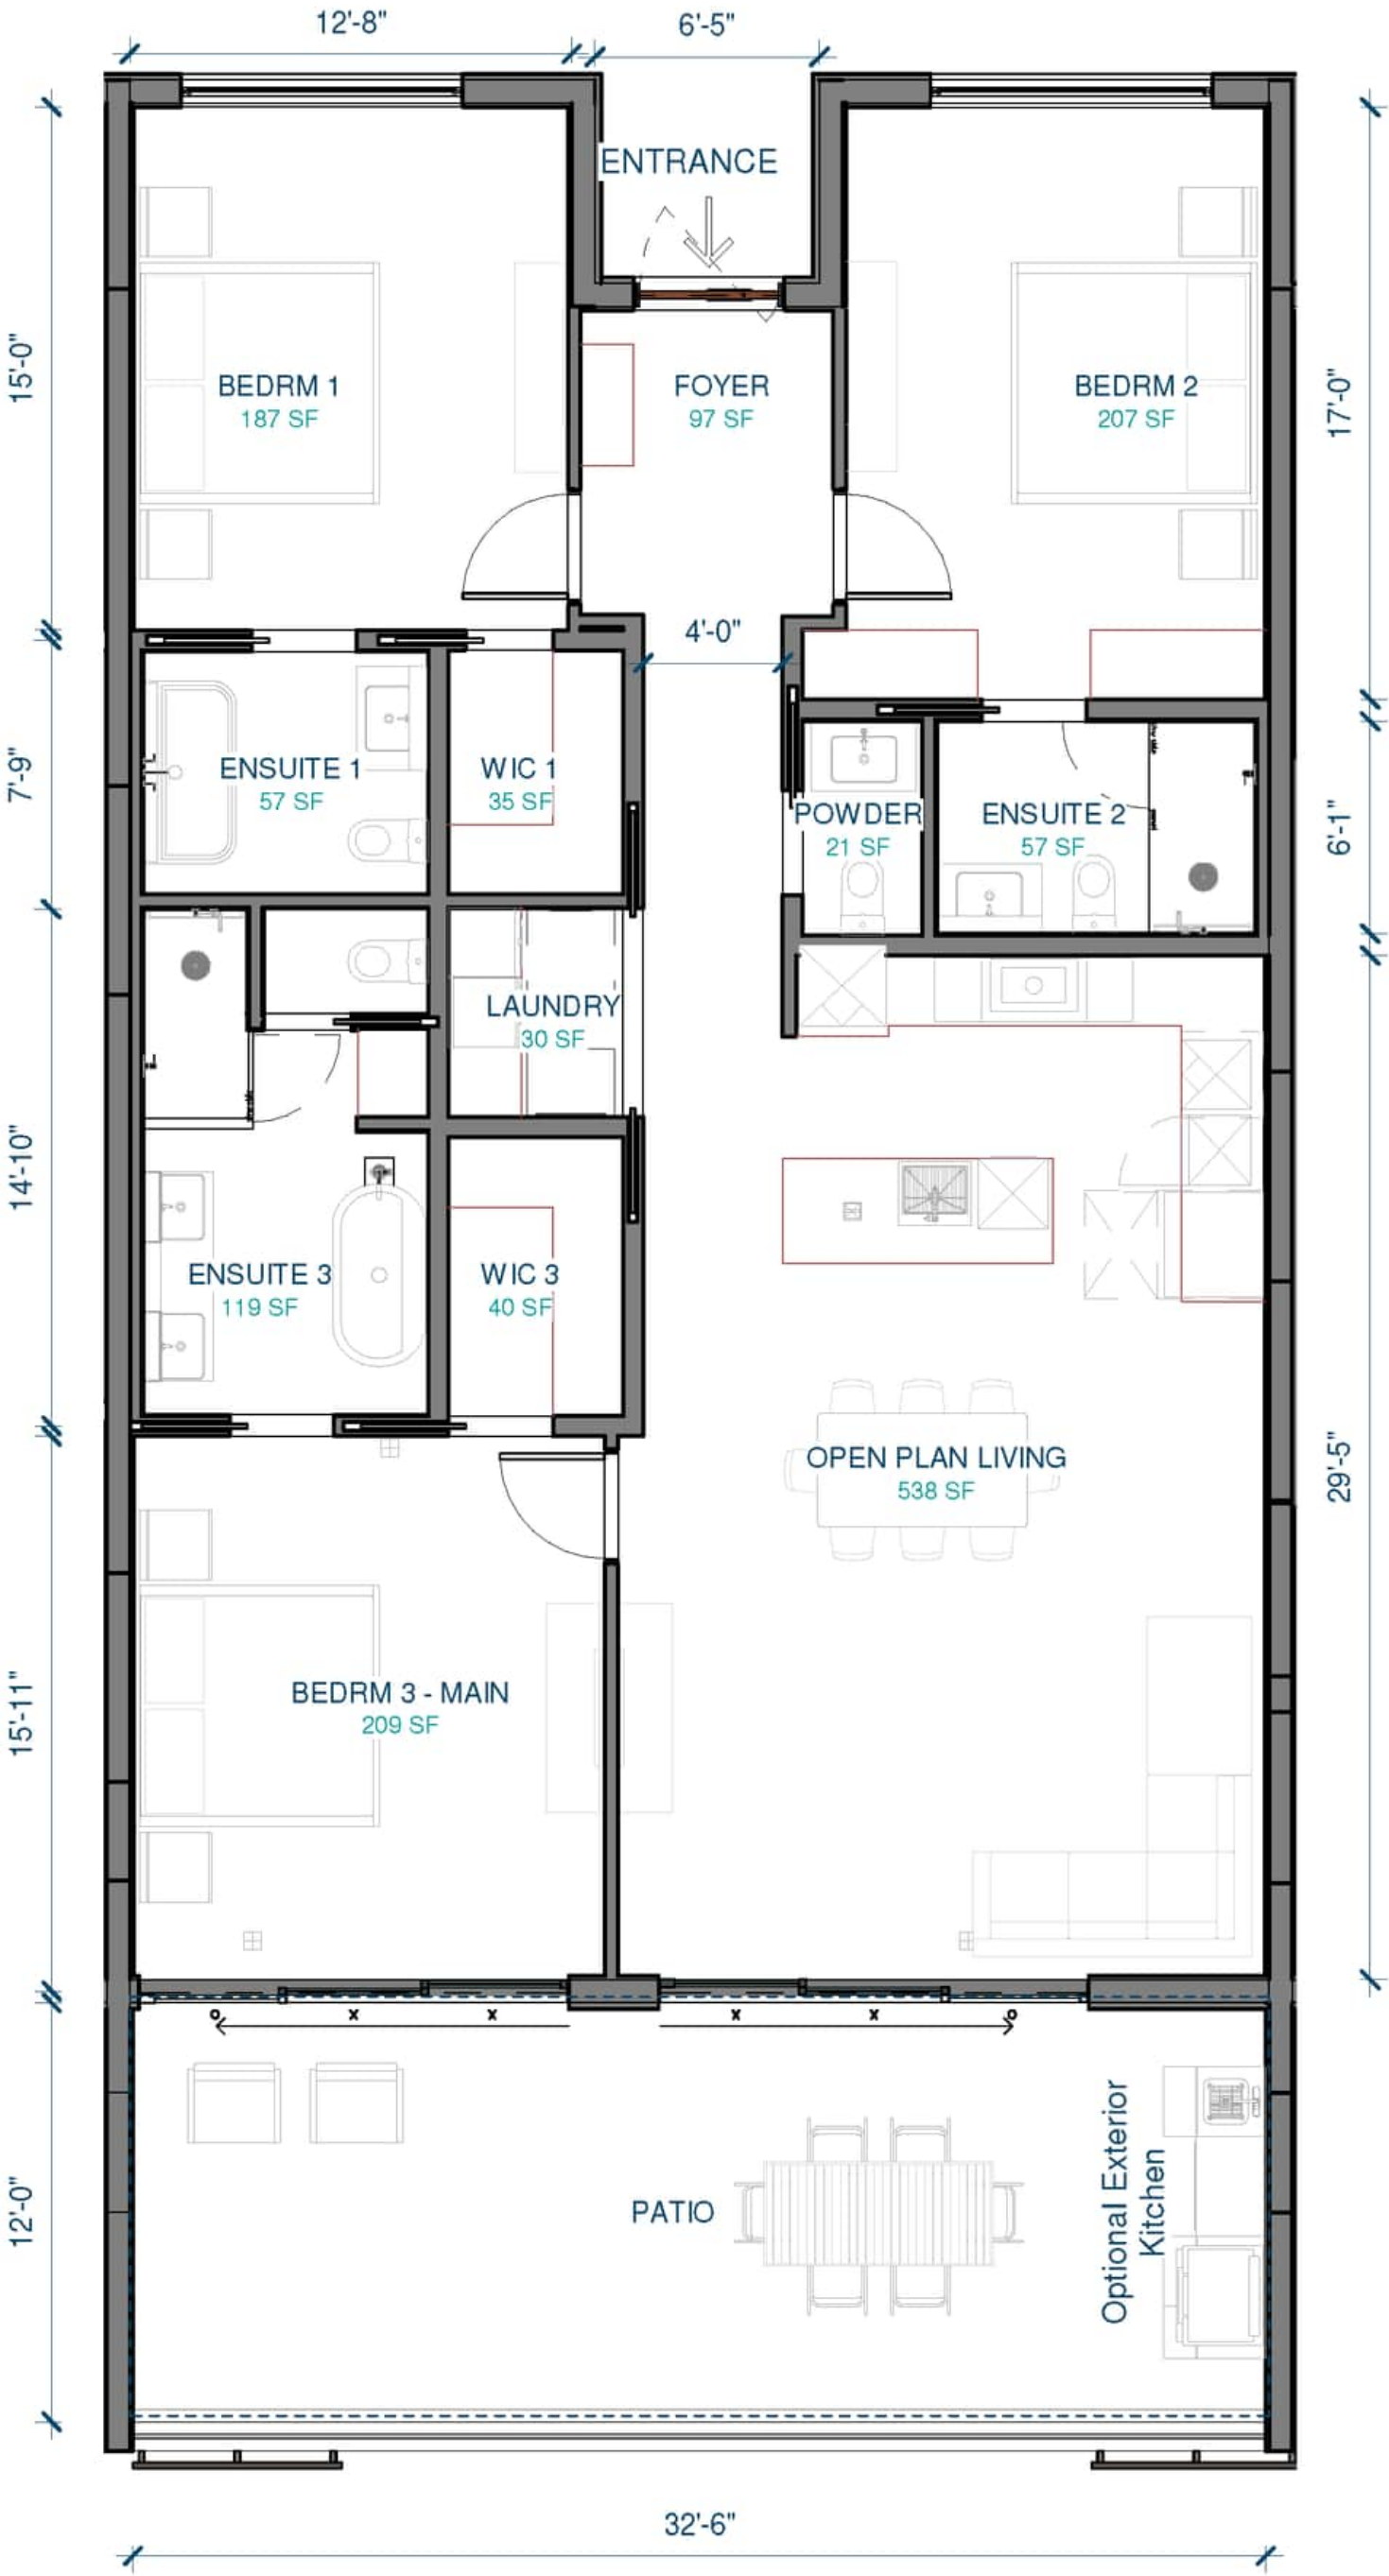 12'-8"
6'-5"
ENTRANCE
15'-0"
BEDRM 1
187 SF
FOYER
97 SF
BEDRM 2
207 SF
17'-0"
4'-0"
7'-9"
ENSUITE 1
57 SF
WIC 1
35 SF
POWDER
21 SF
ENSUITE 2
57 SF
6'-1"
LAUNDRY
30 SF
14'-10"
ENSUITE 3
119 SF
WIC 3
40 SF
OPEN PLAN LIVING
538 SF
29'-5"
15'-11"
BEDRM 3 - MAIN
209 SF
o x x x x o
12'-0"
PATIO
Optional Exterior
Kitchen
32'-6"